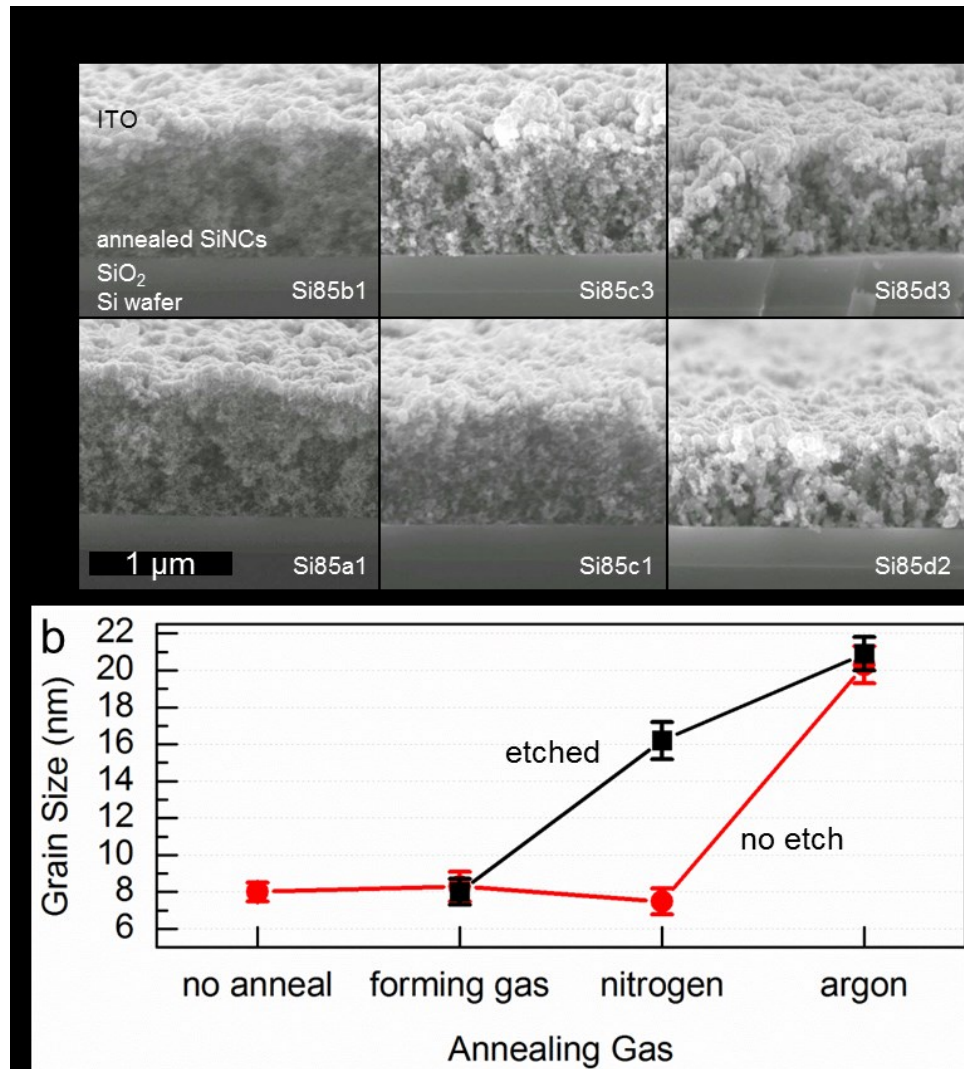 ITO
annealed SiNCs
SiO₂
Si wafer
Si85b1
Si85c3
Si85d3
1 µm
Si85a1
Si85c1
Si85d2
b
22
20
18
16
14
12
10
8
6
Grain Size (nm)
etched
no etch
no anneal
forming gas
nitrogen
argon
Annealing Gas